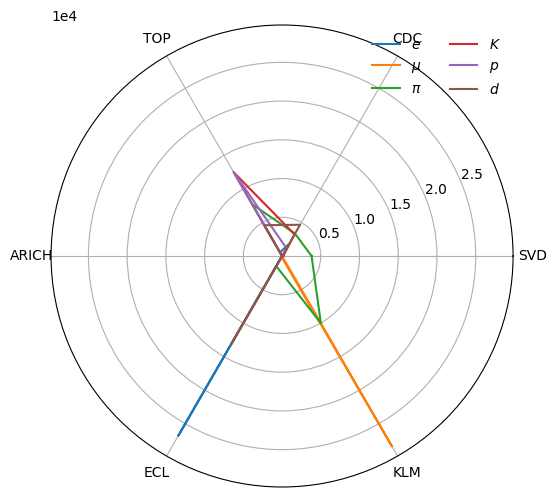 1e4
TOP
CDC
e K
μ p
π d
2.5
2.0
1.5
1.0
0.5
ARICH
SVD
ECL
KLM